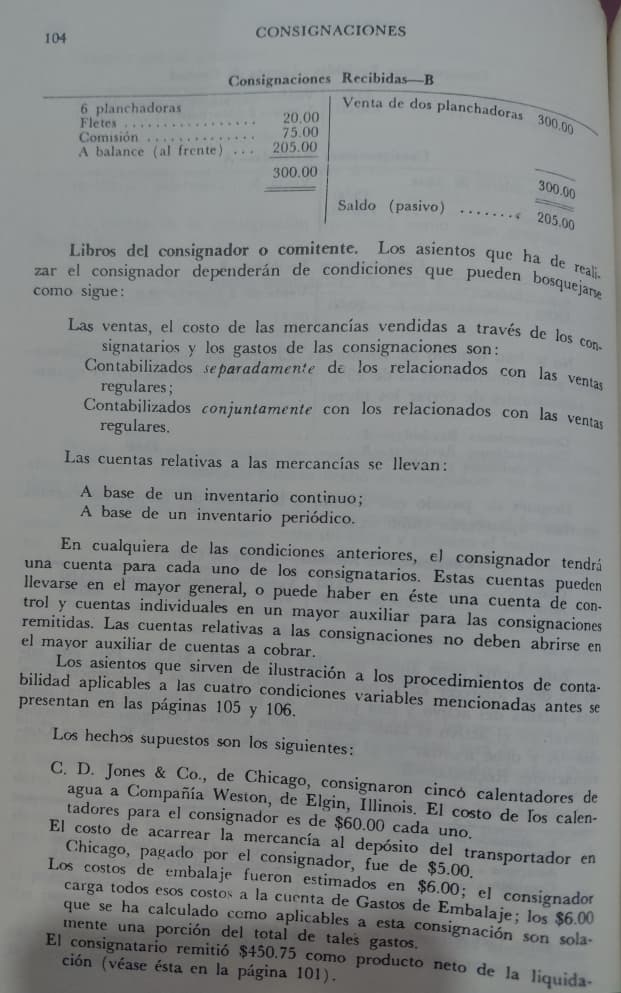 104
CONSIGNACIONES
Consignaciones Recibidas—B
6 planchadoras
Fletes . . . . . . . . . . . . . . . . . 20.00
Comisión . . . . . . . . . . . . . . 75.00
A balance (al frente) . . . 205.00
300.00
Venta de dos planchadoras 300.00
300.00
Saldo (pasivo) . . . . . . . . 205.00
Libros del consignador o comitente. Los asientos que ha de reali-
zar el consignador dependerán de condiciones que pueden bosquejarse
como sigue:
Las ventas, el costo de las mercancías vendidas a través de los con-
signatarios y los gastos de las consignaciones son:
Contabilizados separadamente de los relacionados con las ventas
regulares;
Contabilizados conjuntamente con los relacionados con las ventas
regulares.
Las cuentas relativas a las mercancías se llevan:
A base de un inventario continuo;
A base de un inventario periódico.
En cualquiera de las condiciones anteriores, el consignador tendrá
una cuenta para cada uno de los consignatarios. Estas cuentas pueden
llevarse en el mayor general, o puede haber en éste una cuenta de con-
trol y cuentas individuales en un mayor auxiliar para las consignaciones
remitidas. Las cuentas relativas a las consignaciones no deben abrirse en
el mayor auxiliar de cuentas a cobrar.
Los asientos que sirven de ilustración a los procedimientos de conta-
bilidad aplicables a las cuatro condiciones variables mencionadas antes se
presentan en las páginas 105 y 106.
Los hechos supuestos son los siguientes:
C. D. Jones & Co., de Chicago, consignaron cinco calentadores de
agua a Compañía Weston, de Elgin, Illinois. El costo de los calen-
tadores para el consignador es de $60.00 cada uno.
El costo de acarrear la mercancía al depósito del transportador en
Chicago, pagado por el consignador, fue de $5.00.
Los costos de embalaje fueron estimados en $6.00; el consignador
carga todos esos costos a la cuenta de Gastos de Embalaje; los $6.00
que se ha calculado como aplicables a esta consignación son sola-
mente una porción del total de tales gastos.
El consignatario remitió $450.75 como producto neto de la liquida-
ción (véase ésta en la página 101).